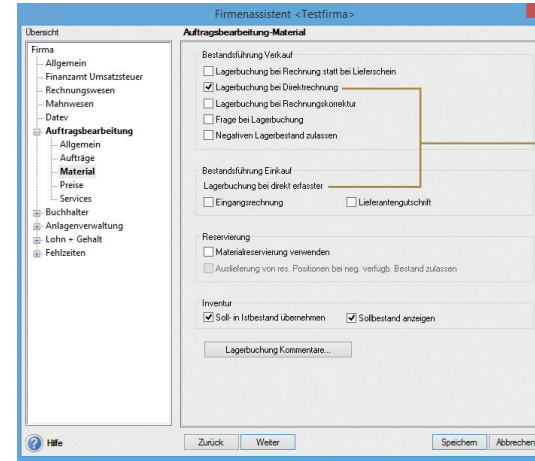 Firmenassistent <Testfirma>
Übersicht
Firma
Allgemein
Finanzamt Umsatzsteuer
Rechnungswesen
Mahnwesen
Datev
Auftragsbearbeitung
Allgemein
Aufträge
Material
Preise
Services
Buchhalter
Anlagenverwaltung
Lohn + Gehalt
Fehlzeiten
Auftragsbearbeitung-Material
Bestandsführung Verkauf
Lagerbuchung bei Rechnung statt bei Lieferschein
Lagerbuchung bei Direktrechnung
Lagerbuchung bei Rechnungskorrektur
Frage bei Lagerbuchung
Negativen Lagerbestand zulassen
Bestandsführung Einkauf
Lagerbuchung bei direkt erfasster
Eingangsrechnung Lieferantengutschrift
Reservierung
Materialreservierung verwenden
Auslieferung von res. Positionen bei neg. verfügb. Bestand zulassen
Inventur
Soll- in Istbestand übernehmen Sollbestand anzeigen
Lagerbuchung Kommentare...
Hilfe Zurück Weiter Speichern Abbrechen